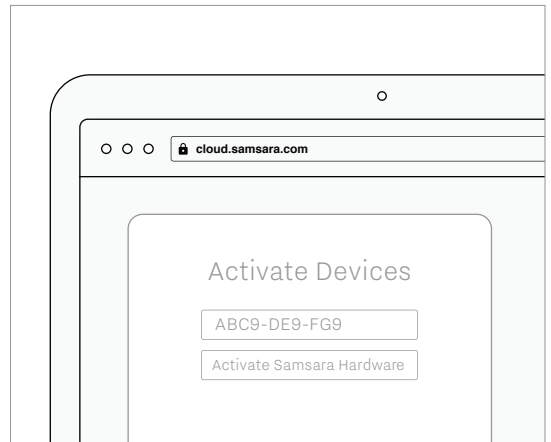 cloud.samsara.com
Activate Devices
ABC9-DE9-FG9
Activate Samsara Hardware